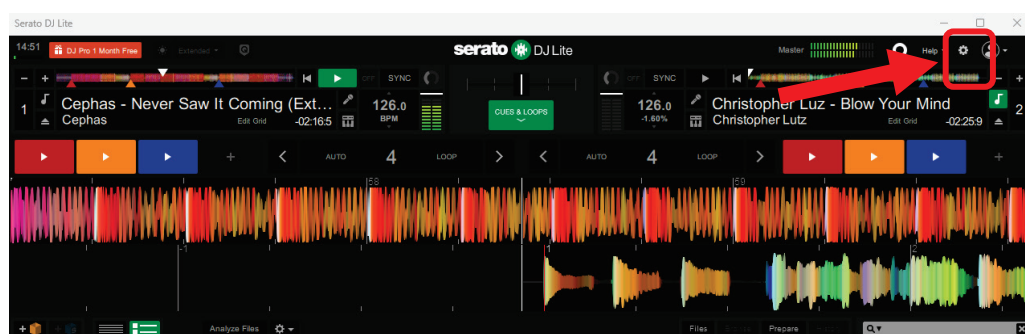 Serato DJ Lite
14:51 DJ Pro 1 Month Free Extended serato DJ Lite Master Help
OFF SYNC OFF SYNC
1 Cephas - Never Saw It Coming (Ext... 126.0 CUES & LOOPS 126.0 Christopher Luz - Blow Your Mind 2
Cephas Edit Grid -02:16:5 BPM -1.60% Christopher Lutz Edit Grid -02:25:9
+ AUTO 4 LOOP AUTO 4 LOOP +
58 59
-1 1 2
Analyze Files Files Prepare